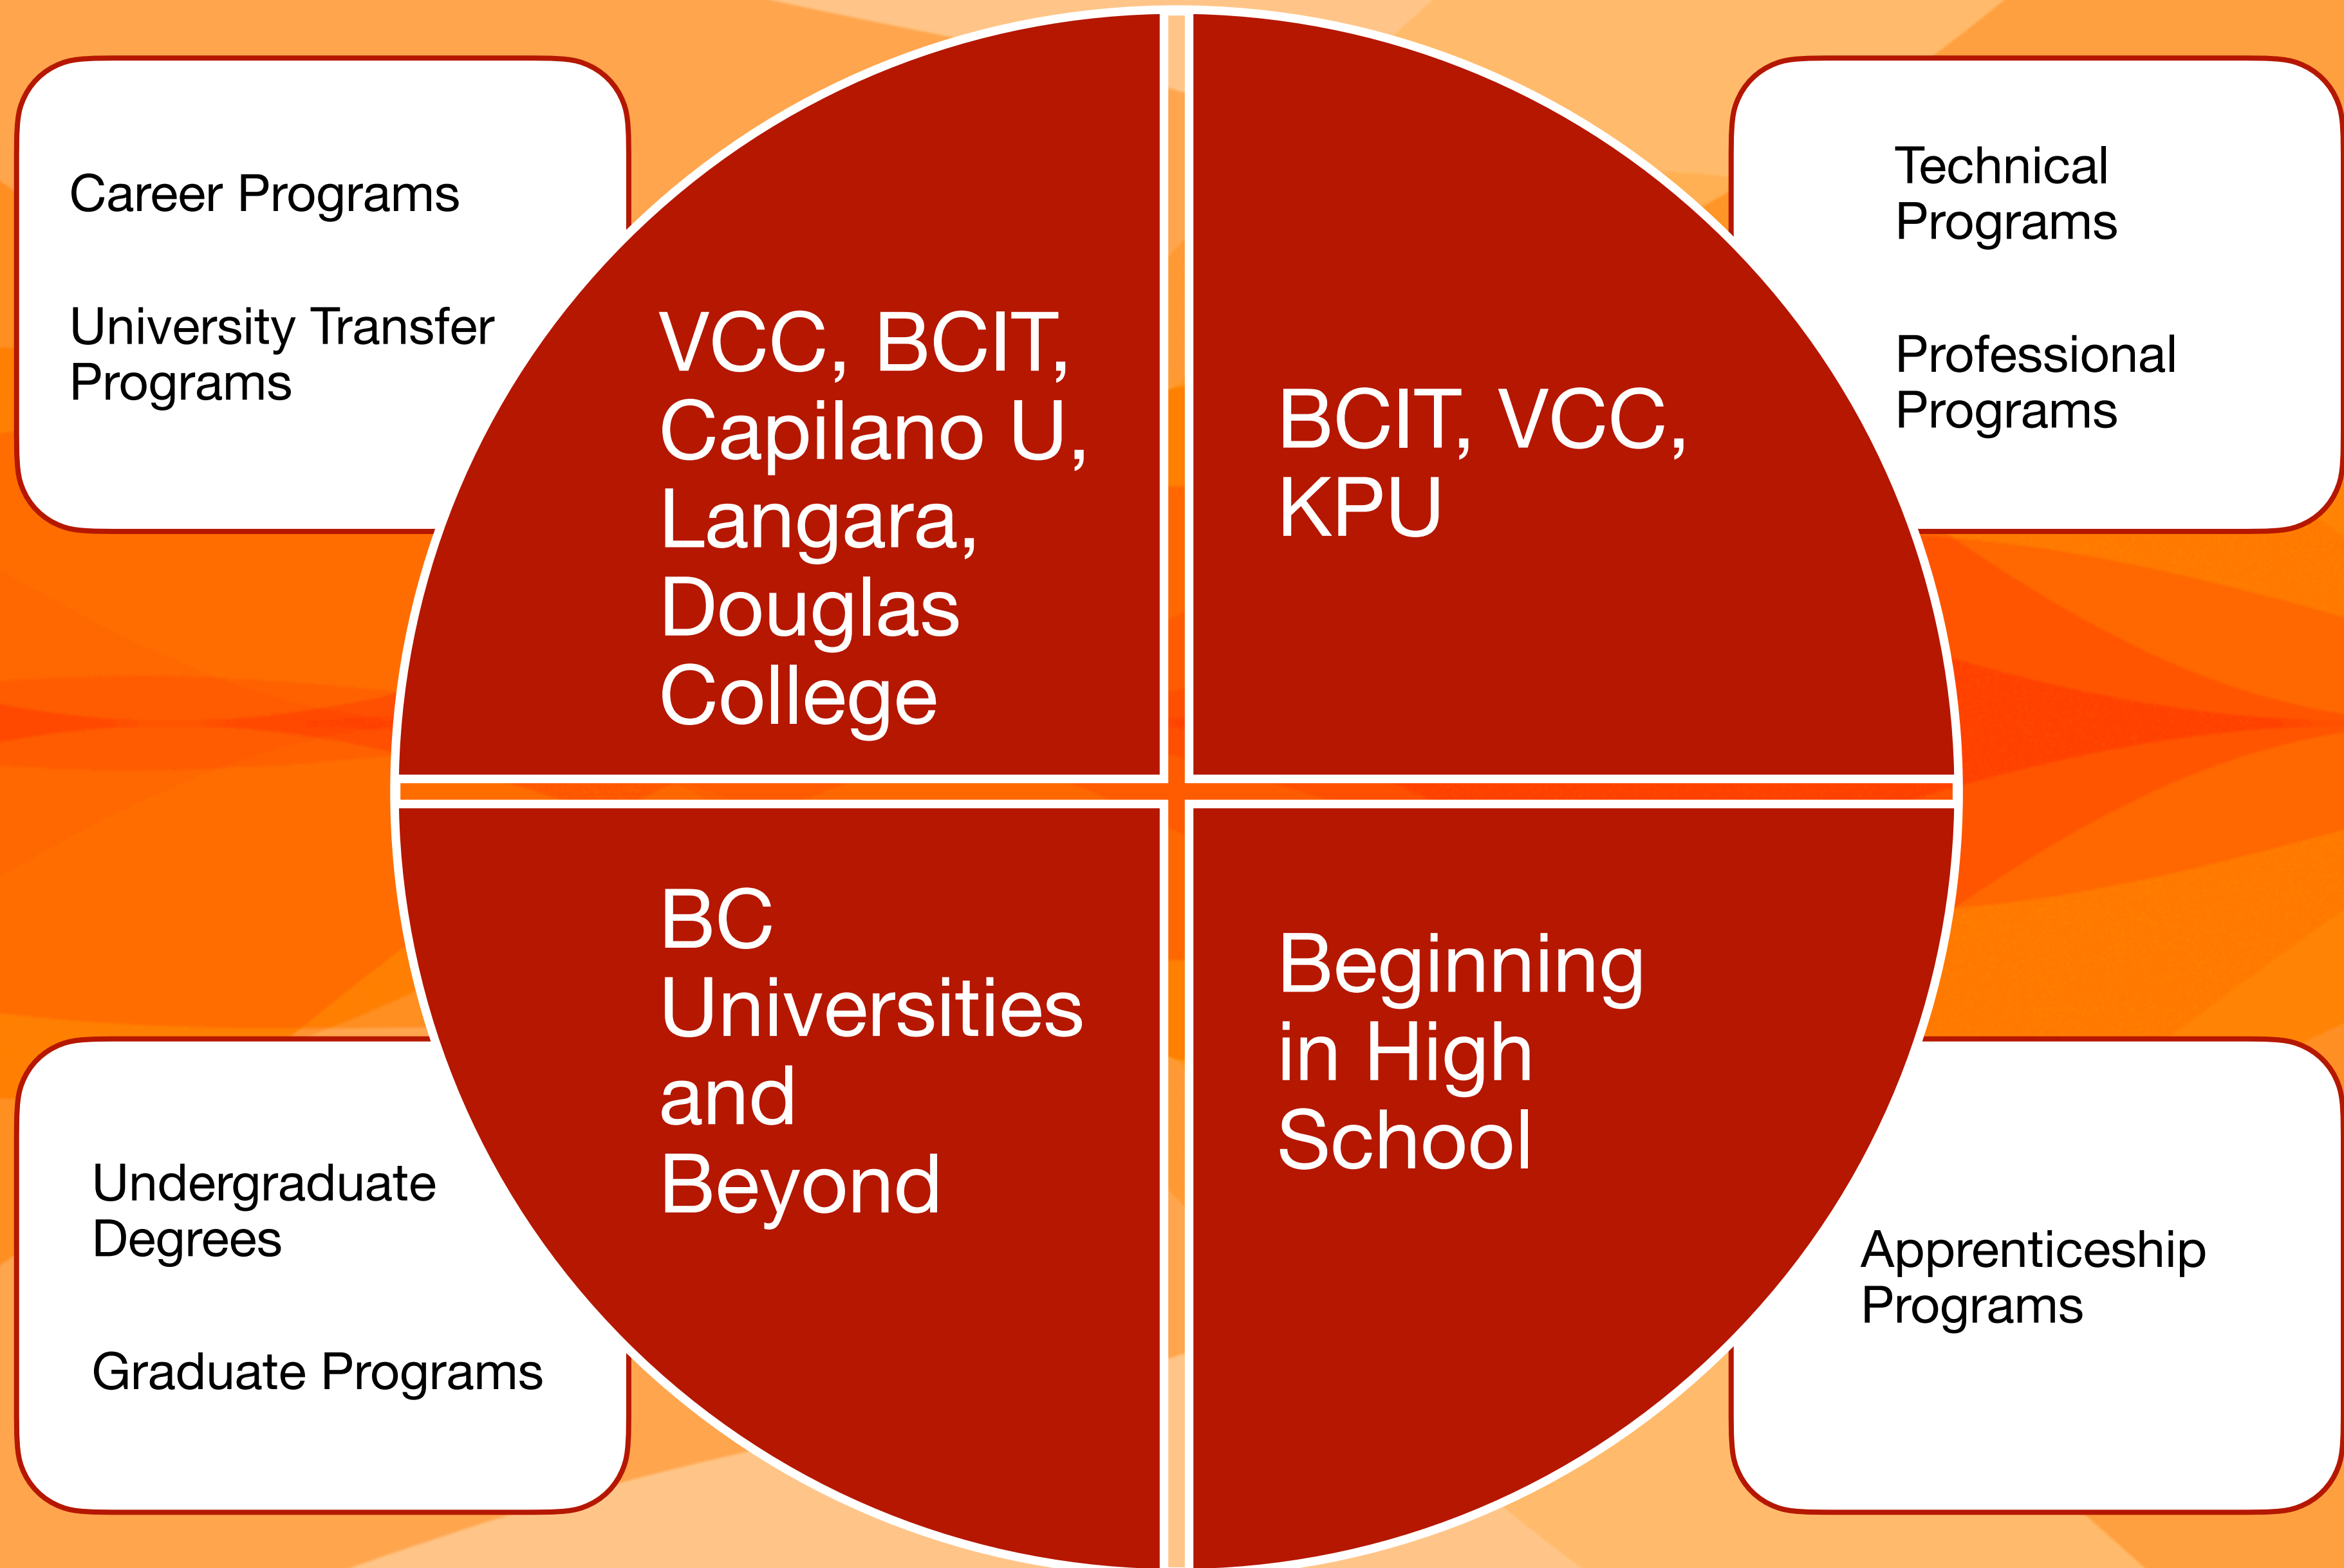 Career Programs
University Transfer
Programs
VCC, BCIT,
Capilano U,
Langara,
Douglas
College
BCIT, VCC,
KPU
Technical
Programs
Professional
Programs
Undergraduate
Degrees
Graduate Programs
BC
Universities
and
Beyond
Beginning
in High
School
Apprenticeship
Programs